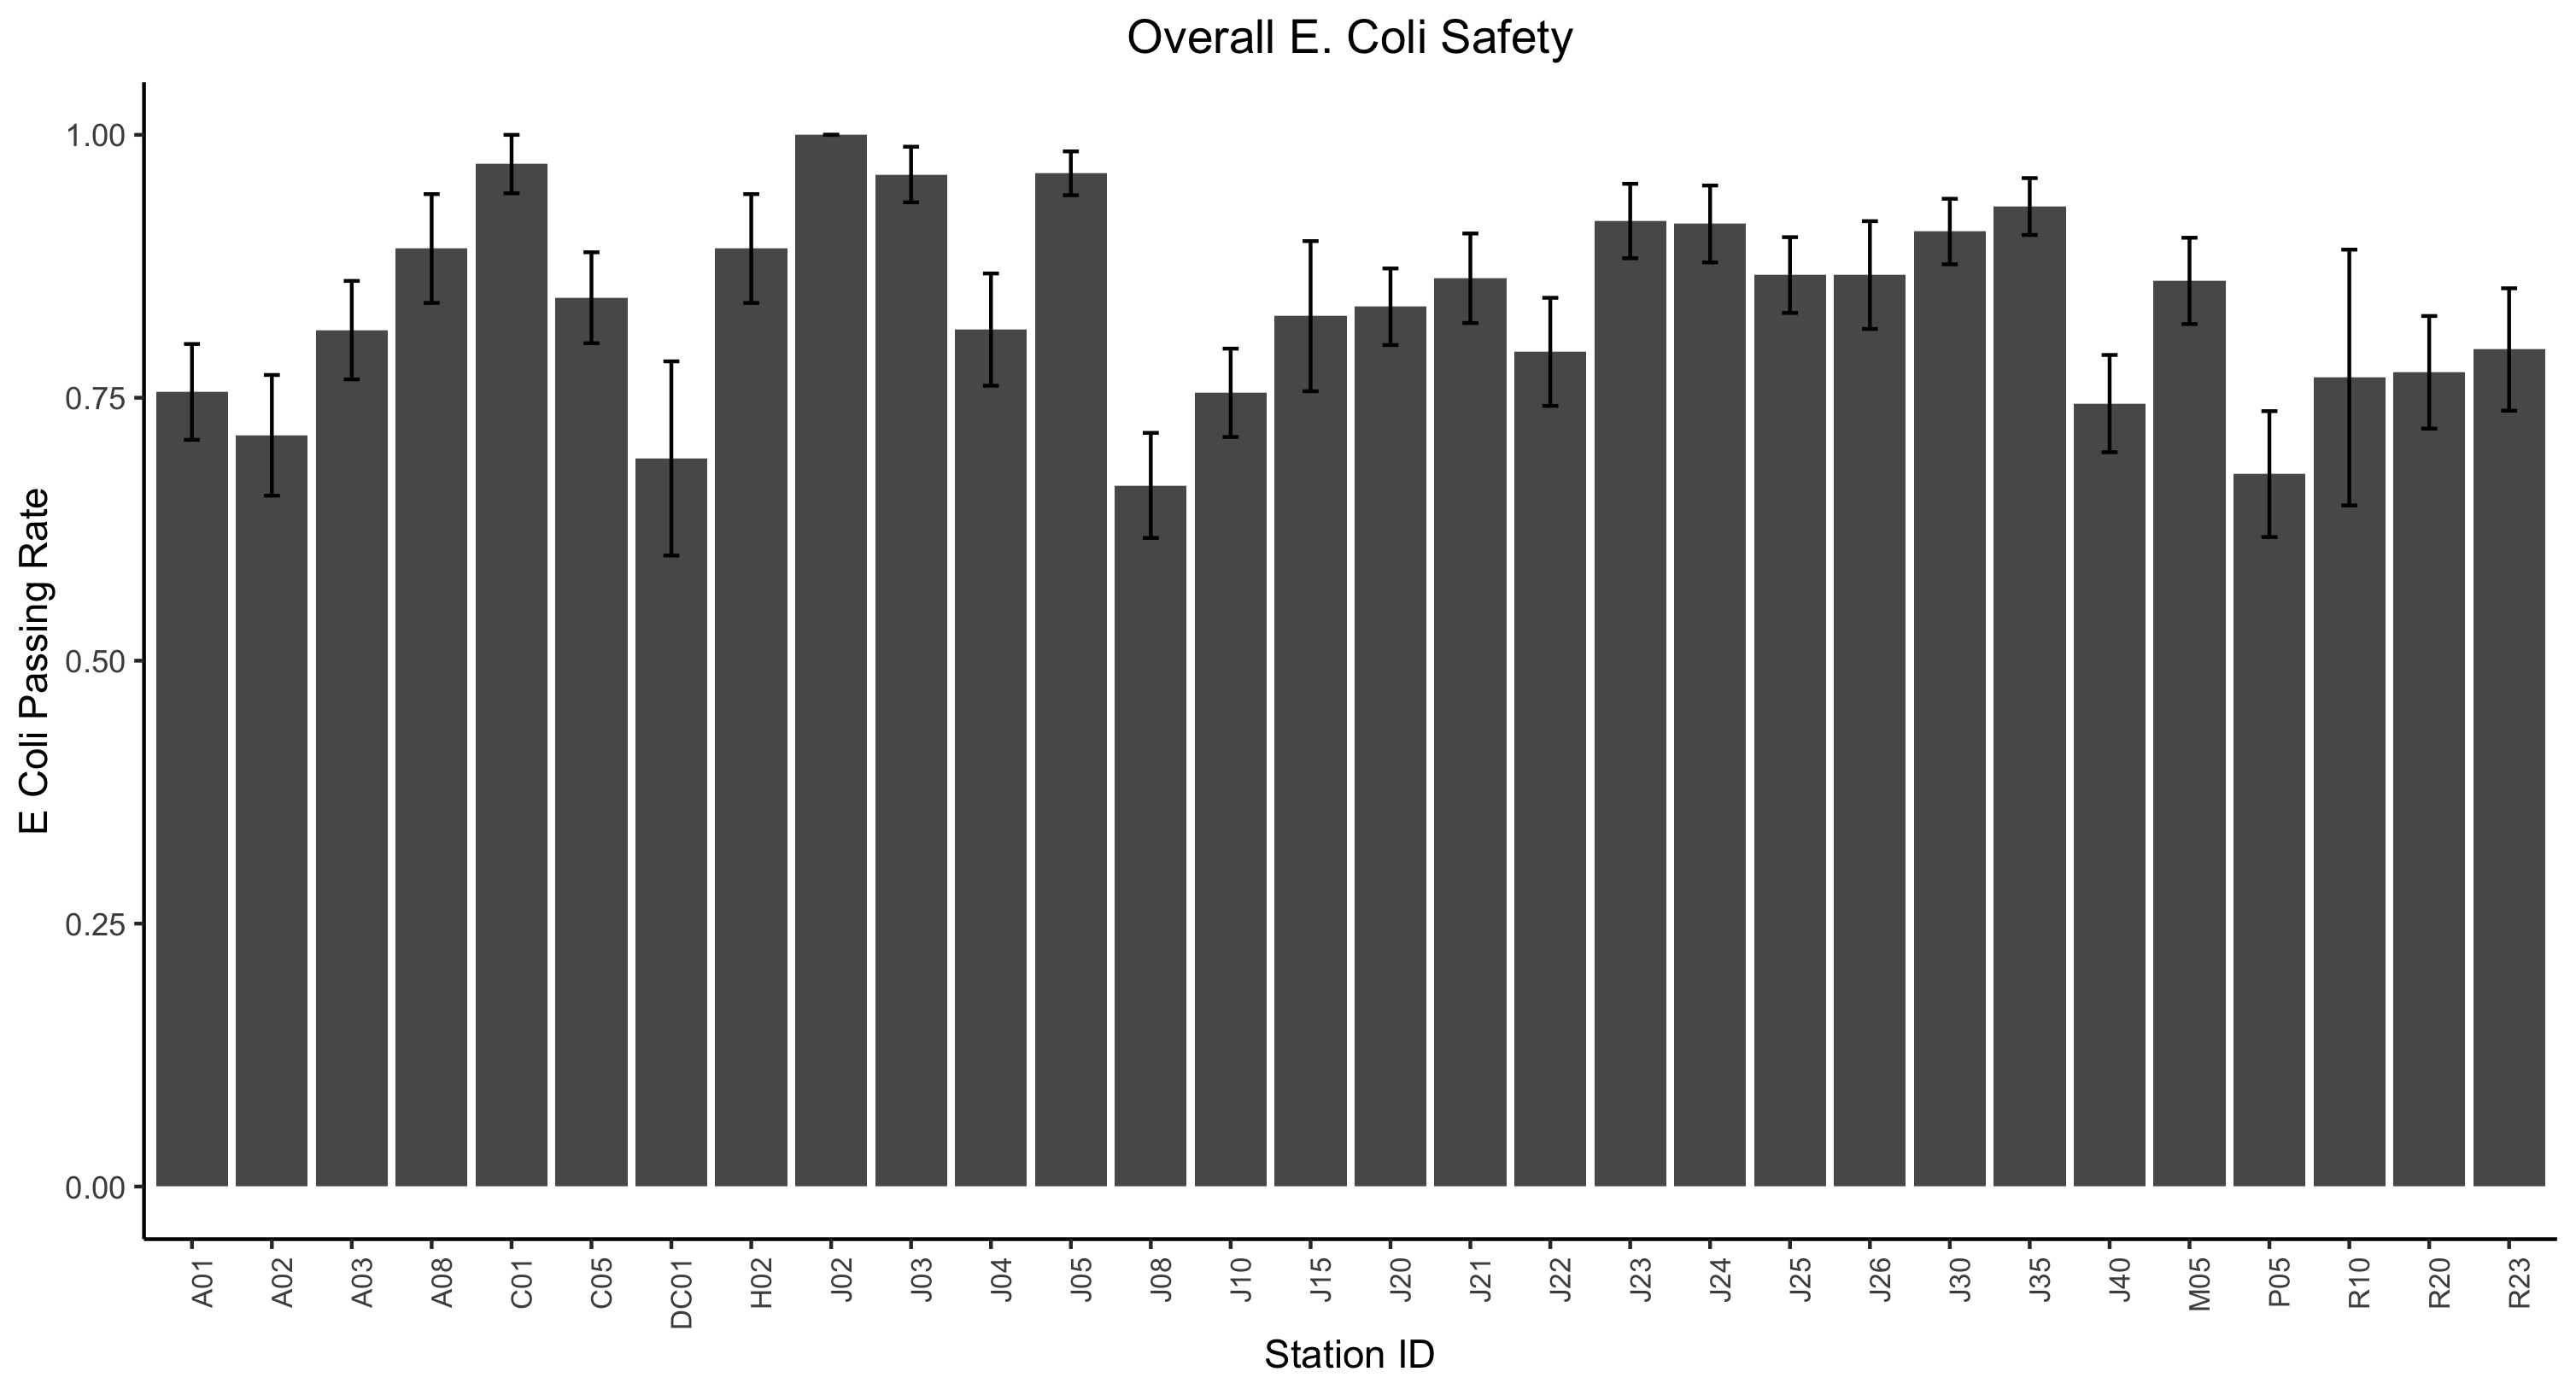 Overall E. Coli Safety
E Coli Passing Rate
1.00
0.75
0.50
0.25
0.00
A01
A02
A03
A08
C01
C05
DC01
H02
J02
J03
J04
J05
J08
J10
J15
J20
J21
J22
J23
J24
J25
J26
J30
J35
J40
M05
P05
R10
R20
R23
Station ID